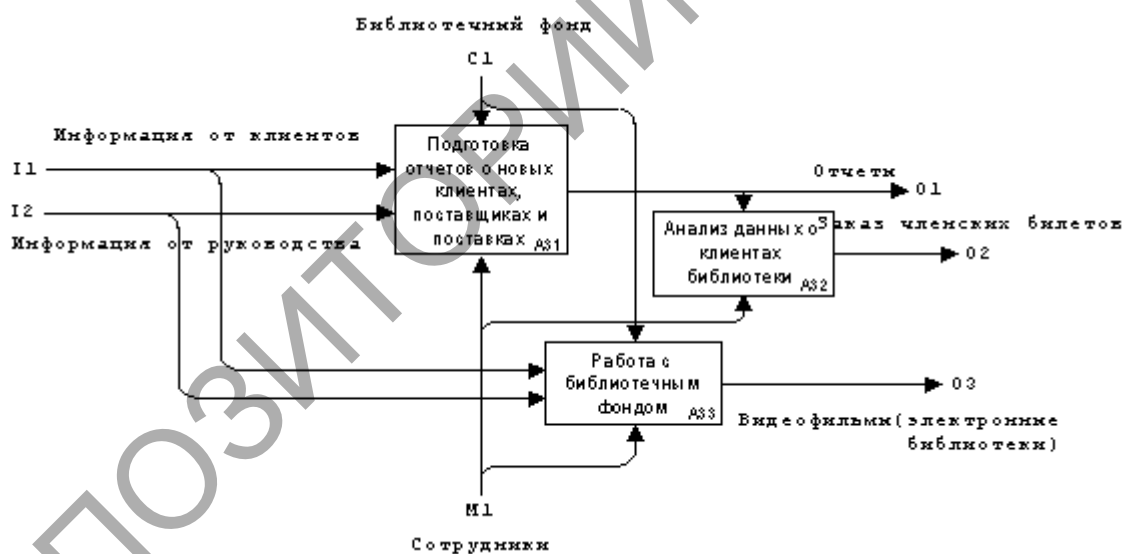 Библиотечный фонд
C1
Информация от клиентов
I1
I2
Информация от руководства
Подготовка
отчетов о новых
клиентах,
поставщиках и
поставках
A31
Отчеты
O1
Анализ данных о
клиентах
библиотеки
A32
Заказ членских билетов
O2
Работа с
библиотечным
фондом
A33
O3
Видеофильмы(электронные
библиотеки)
M1
Сотрудники
ПОЗИТОРИЙ